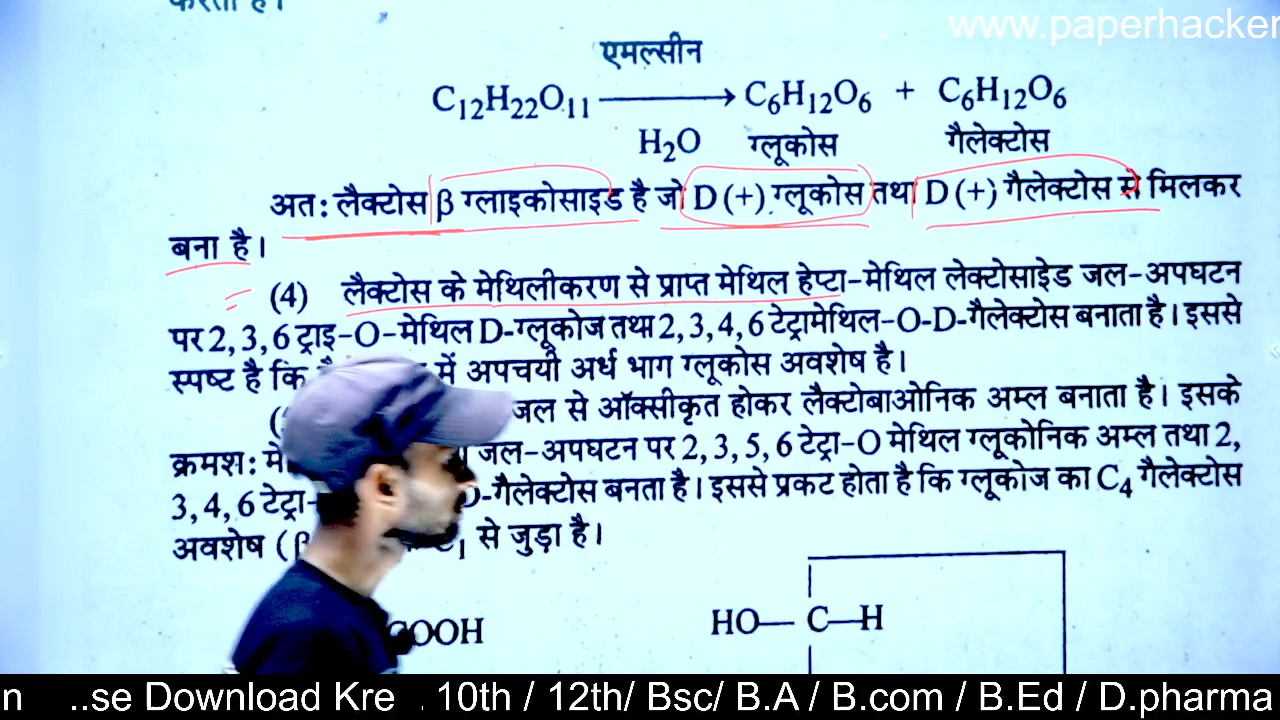 करता है।
www.paperhacker
एमल्सीन
C12H22O11 ⟶ C6H12O6 + C6H12O6
H2O ग्लूकोस गैलेक्टोस
अत: लैक्टोस β ग्लाइकोसाइड है जो D (+) ग्लूकोस तथा D (+) गैलेक्टोस से मिलकर
बना है।
(4) लैक्टोस के मेथिलीकरण से प्राप्त मेथिल हेप्टा-मेथिल लेक्टोसाइेड जल-अपघटन
पर 2, 3, 6 ट्राइ-O-मेथिल D-ग्लूकोज तथा 2, 3, 4, 6 टेट्रामेथिल-O-D-गैलेक्टोस बनाता है। इससे
स्पष्ट है कि में अपचयी अर्ध भाग ग्लूकोस अवशेष है।
जल से ऑक्सीकृत होकर लैक्टोबाओनिक अम्ल बनाता है। इसके
क्रमश: जल-अपघटन पर 2, 3, 5, 6 टेट्रा-O मेथिल ग्लूकोनिक अम्ल तथा 2,
3, 4, 6 टेट्रा- D-गैलेक्टोस बनता है। इससे प्रकट होता है कि ग्लूकोज का C4 गैलेक्टोस
अवशेष (β C1 से जुड़ा है।
COOH HO— C—H
n ..se Download Kre . 10th / 12th/ Bsc/ B.A / B.com / B.Ed / D.pharma